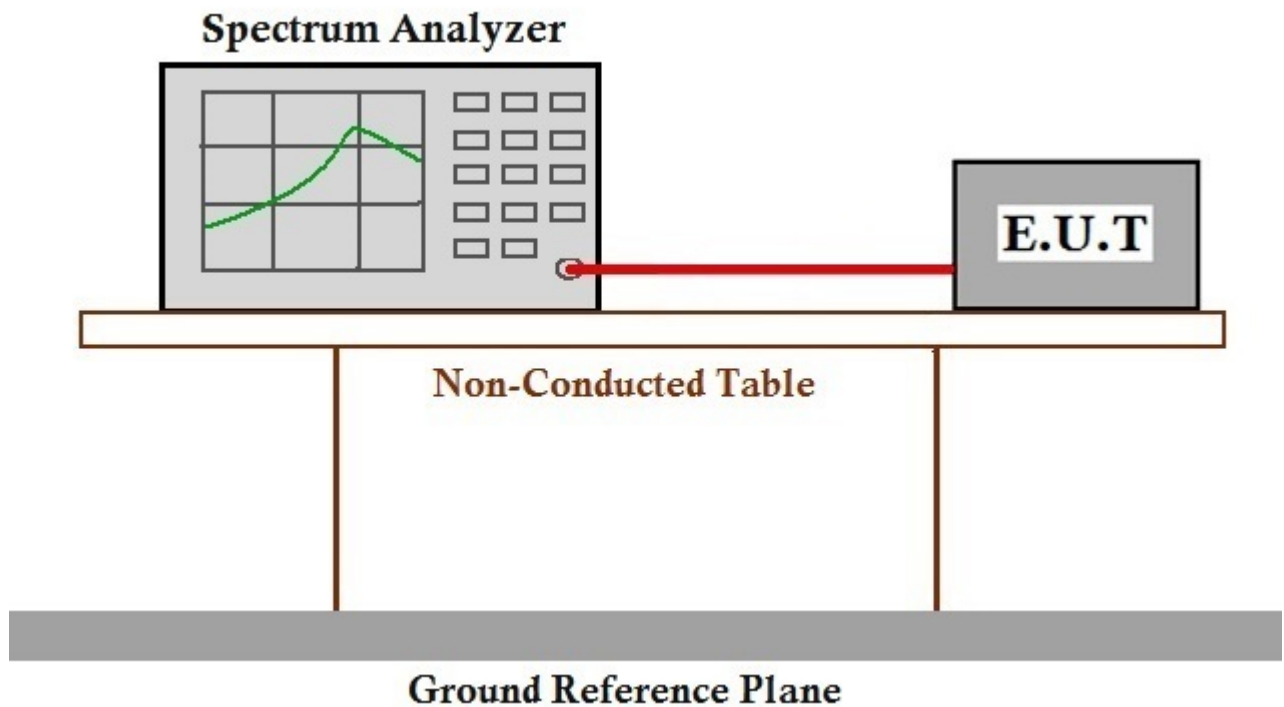 Spectrum Analyzer
E.U.T
Non-Conducted Table
Ground Reference Plane